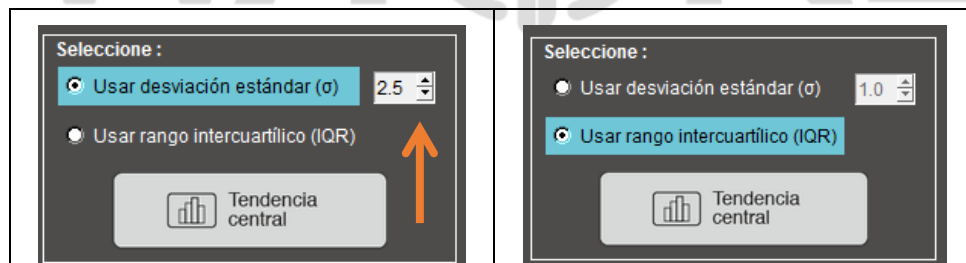 Seleccione :
Usar desviación estándar (σ) 2.5
Usar rango intercuartílico (IQR)
Tendencia
central
Seleccione :
Usar desviación estándar (σ) 1.0
Usar rango intercuartílico (IQR)
Tendencia
central